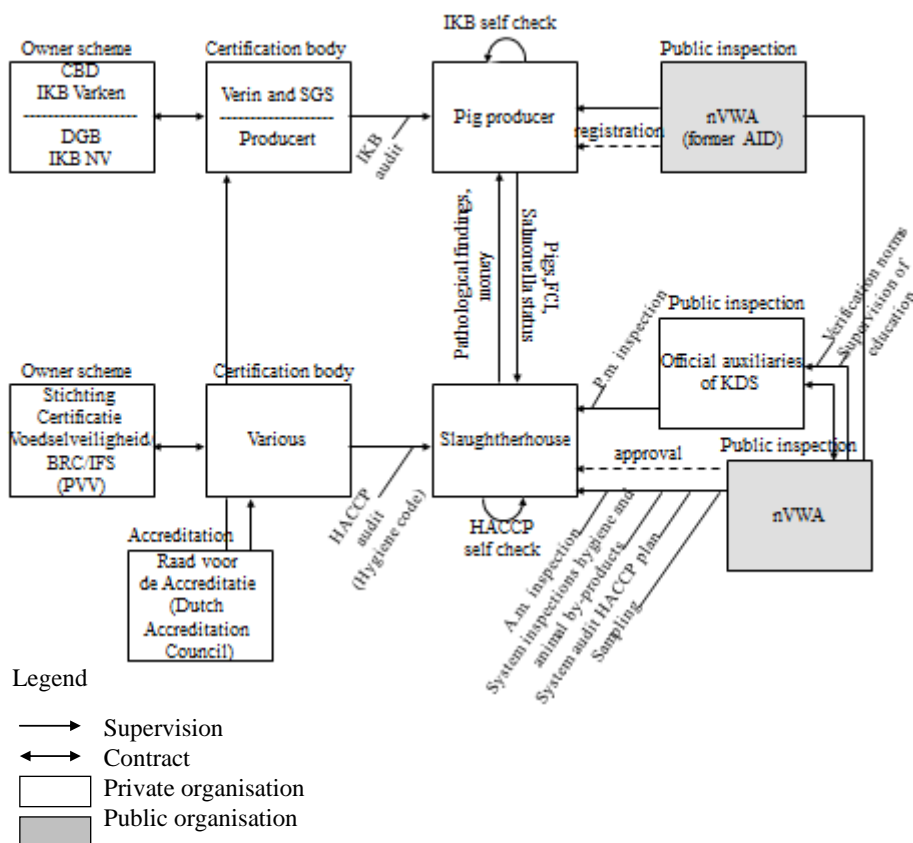 IKB self check
Owner scheme
CBD
IKB Varken
DGB
IKB NV
Certification body
Verin and SGS
Producert
IKB
audit
Pig producer
Public inspection
nVWA
(former AID)
registration
Pathological findings,
money
Pigs,FCI,
Salmonella status
P.m. inspection
Public inspection
Official auxiliaries
of KDS
Verification norms
Supervision of
education
Owner scheme
Stichting
Certificatie
Voedselveiligheid/
BRC/IFS
(PVV)
Certification body
Various
HACCP
audit
(Hygiene code)
Slaughterhouse
HACCP
self check
approval
Public inspection
nVWA
A.m. inspection
System inspections hygiene and
animal by-products
System audit HACCP plan
Sampling
Accreditation
Raad voor
de Accreditatie
(Dutch
Accreditation
Council)
Legend
Supervision
Contract
Private organisation
Public organisation